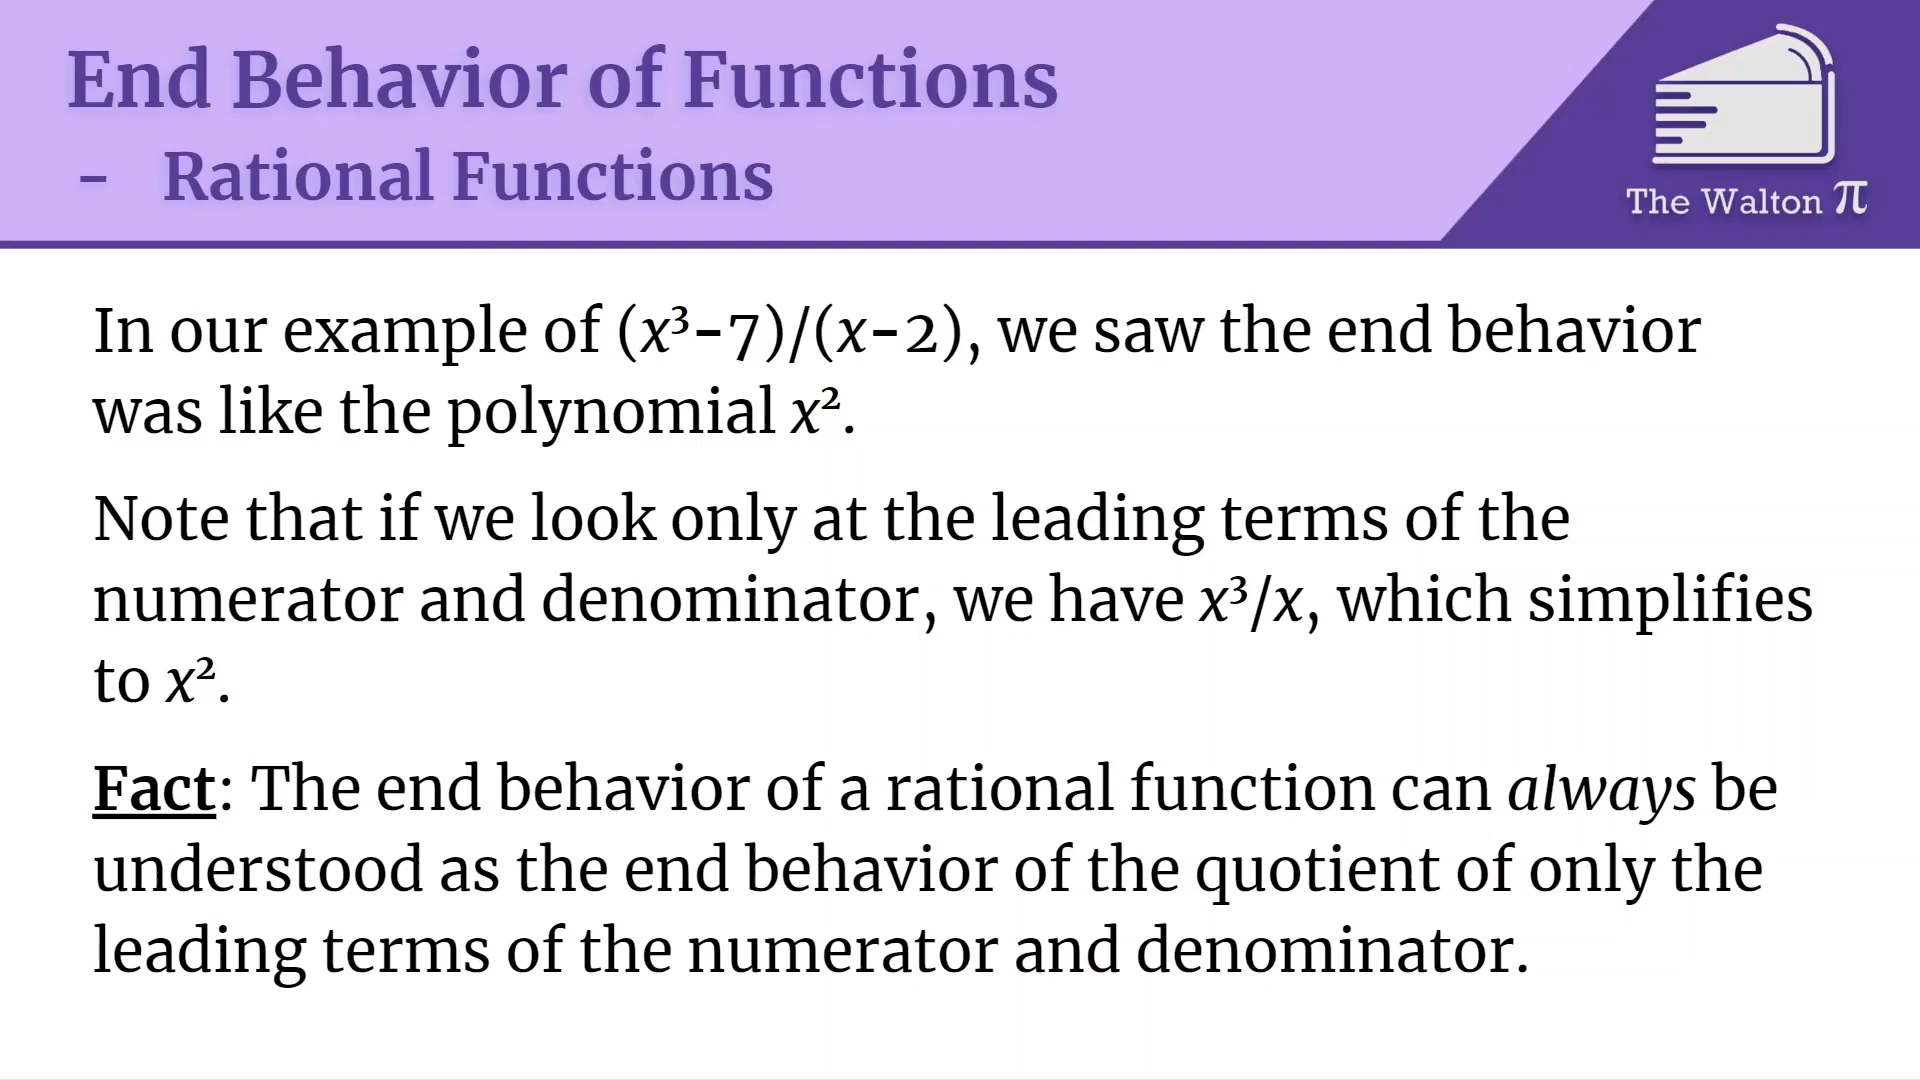 End Behavior of Functions
- Rational Functions
The Walton π
In our example of (x³-7)/(x-2), we saw the end behavior
was like the polynomial x².
Note that if we look only at the leading terms of the
numerator and denominator, we have x³/x, which simplifies
to x².
Fact: The end behavior of a rational function can always be
understood as the end behavior of the quotient of only the
leading terms of the numerator and denominator.